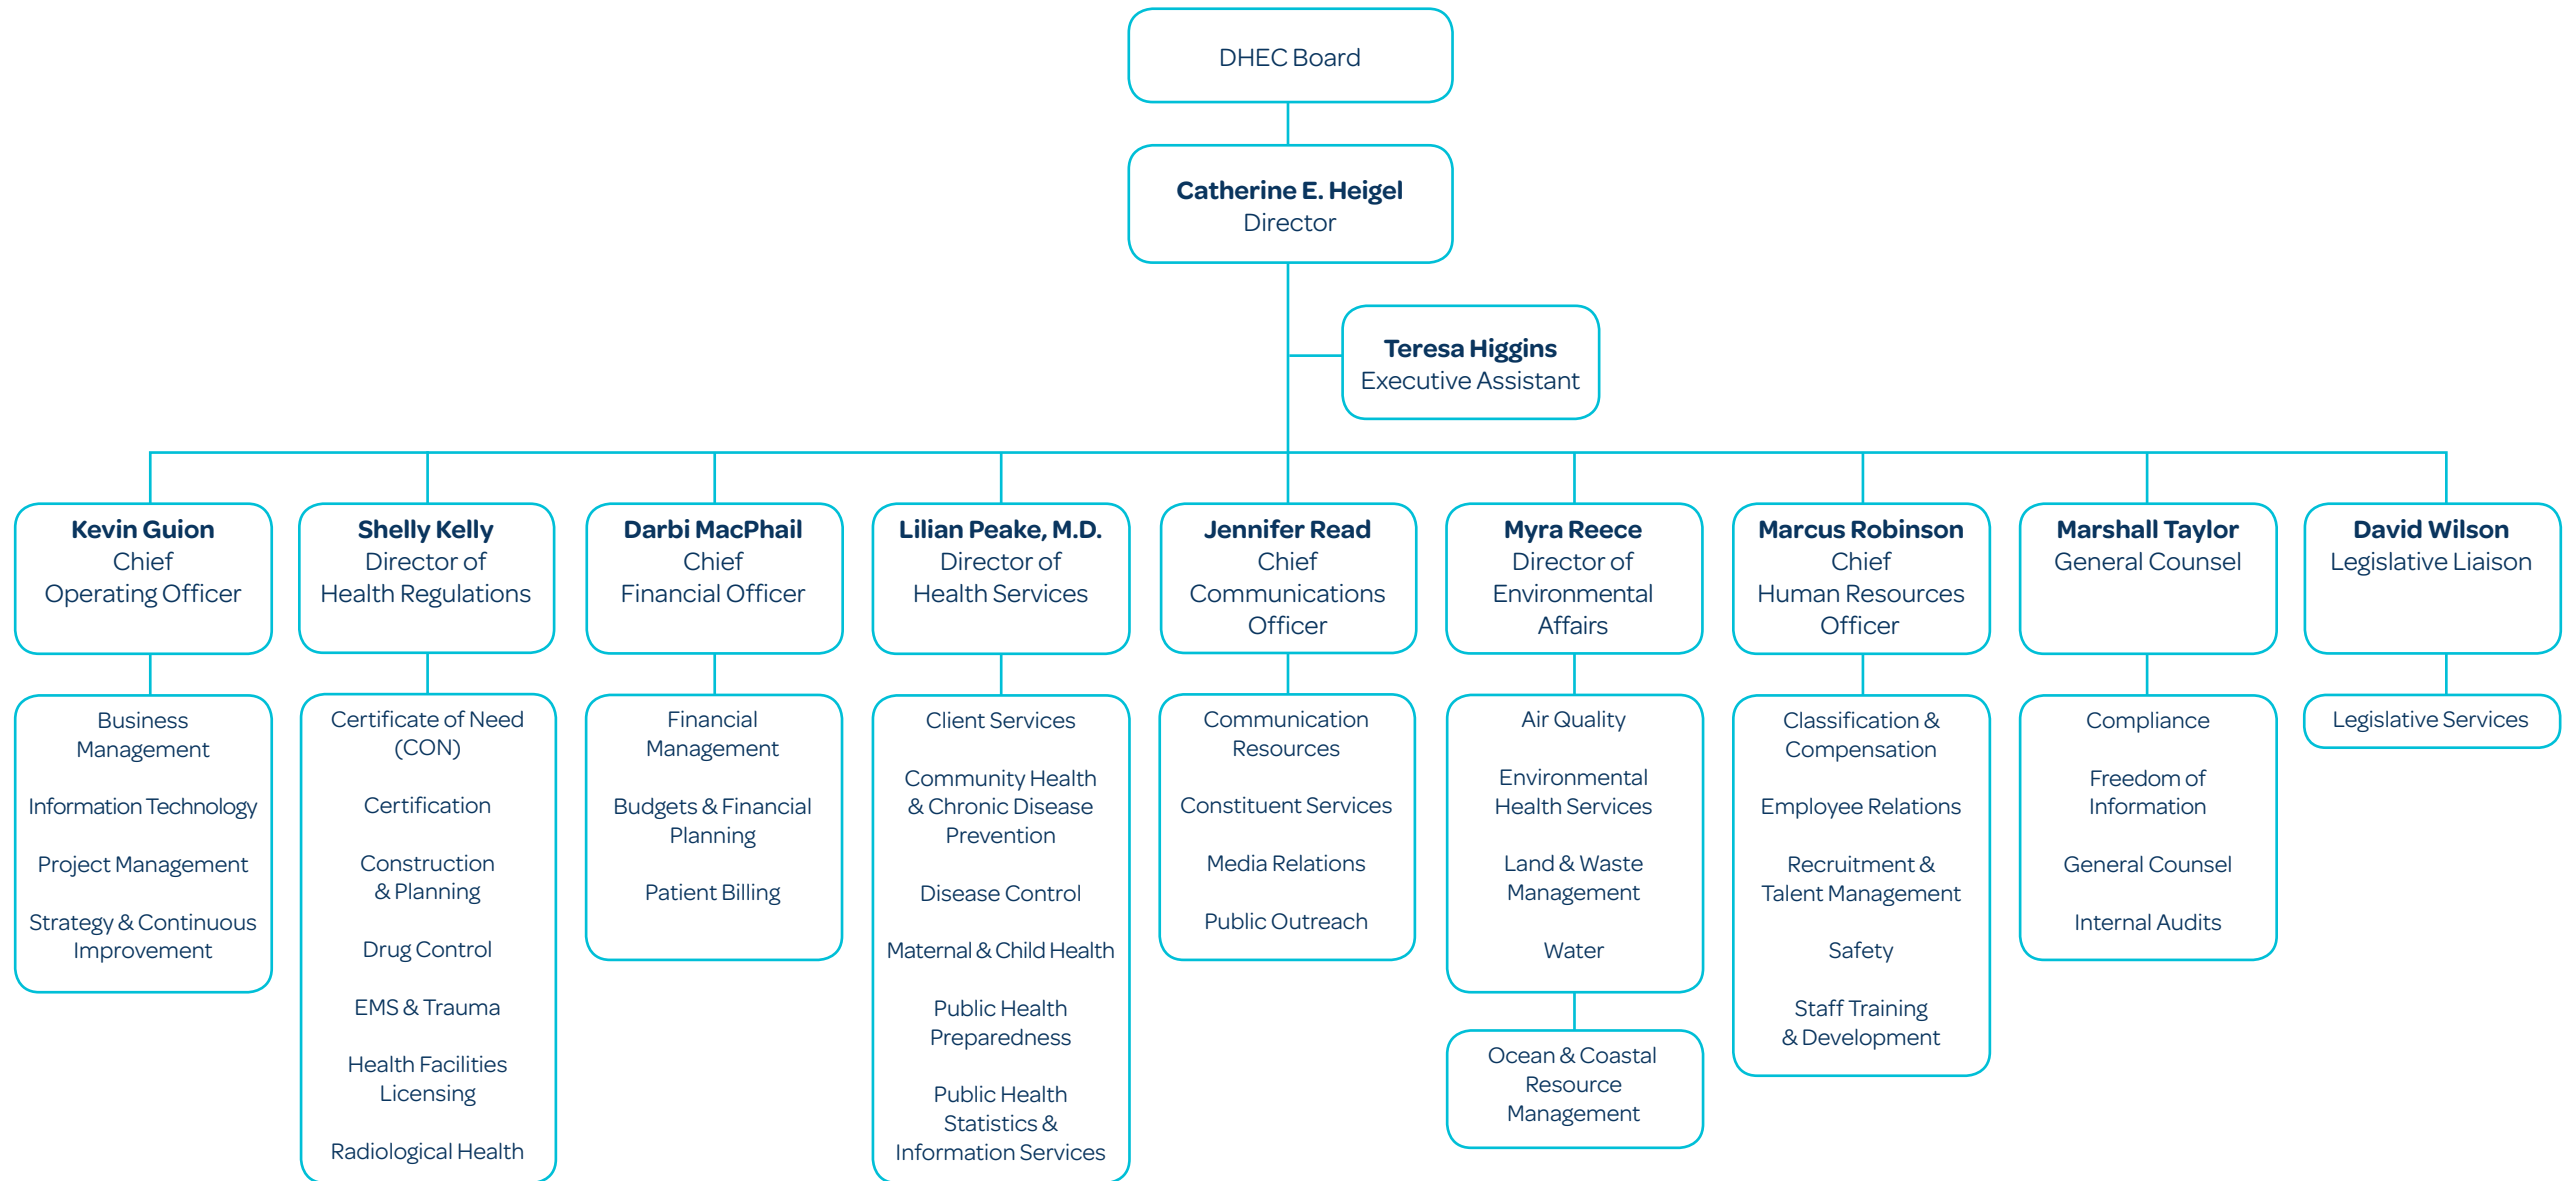 DHEC Board
Catherine E. Heigel
Director
Teresa Higgins
Executive Assistant
Kevin Guion
Chief
Operating Officer
Shelly Kelly
Director of
Health Regulations
Darbi MacPhail
Chief
Financial Officer
Lilian Peake, M.D.
Director of
Health Services
Jennifer Read
Chief
Communications
Officer
Myra Reece
Director of
Environmental
Affairs
Marcus Robinson
Chief
Human Resources
Officer
Marshall Taylor
General Counsel
David Wilson
Legislative Liaison
Business
Management
Information Technology
Project Management
Strategy & Continuous
Improvement
Certificate of Need
(CON)
Certification
Construction
& Planning
Drug Control
EMS & Trauma
Health Facilities
Licensing
Radiological Health
Financial
Management
Budgets & Financial
Planning
Patient Billing
Client Services
Community Health
& Chronic Disease
Prevention
Disease Control
Maternal & Child Health
Public Health
Preparedness
Public Health
Statistics &
Information Services
Communication
Resources
Constituent Services
Media Relations
Public Outreach
Air Quality
Environmental
Health Services
Land & Waste
Management
Water
Ocean & Coastal
Resource
Management
Classification &
Compensation
Employee Relations
Recruitment &
Talent Management
Safety
Staff Training
& Development
Compliance
Freedom of
Information
General Counsel
Internal Audits
Legislative Services